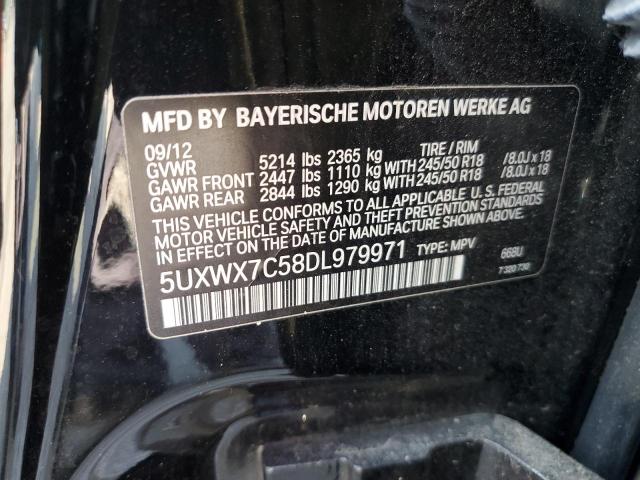 MFD BY BAYERISCHE MOTOREN WERKE AG
09/12 TIRE / RIM
GVWR 5214 lbs 2365 kg
GAWR FRONT 2447 lbs 1110 kg WITH 245/50 R18 /8.0J x 18
GAWR REAR 2844 lbs 1290 kg WITH 245/50 R18 /8.0J x 18
THIS VEHICLE CONFORMS TO ALL APPLICABLE U. S. FEDERAL
MOTOR VEHICLE SAFETY AND THEFT PREVENTION STANDARDS
IN EFFECT ON THE DATE OF MANUFACTURE SHOWN ABOVE.
5UXWX7C58DL979971 TYPE: MPV 668U
7 320 730